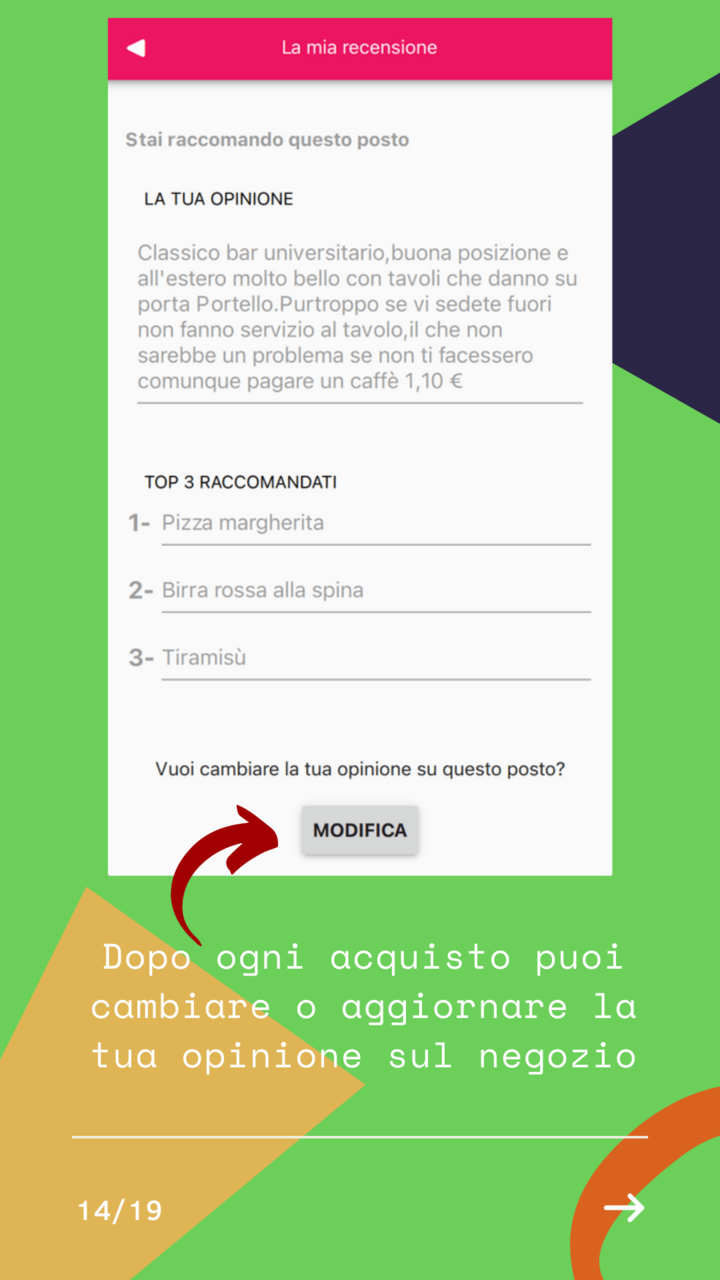 La mia recensione
Stai raccomando questo posto
LA TUA OPINIONE
Classico bar universitario,buona posizione e
all'estero molto bello con tavoli che danno su
porta Portello.Purtroppo se vi sedete fuori
non fanno servizio al tavolo,il che non
sarebbe un problema se non ti facessero
comunque pagare un caffè 1,10 €
TOP 3 RACCOMANDATI
1- Pizza margherita
2- Birra rossa alla spina
3- Tiramisù
Vuoi cambiare la tua opinione su questo posto?
MODIFICA
Dopo ogni acquisto puoi
cambiare o aggiornare la
tua opinione sul negozio
14/19